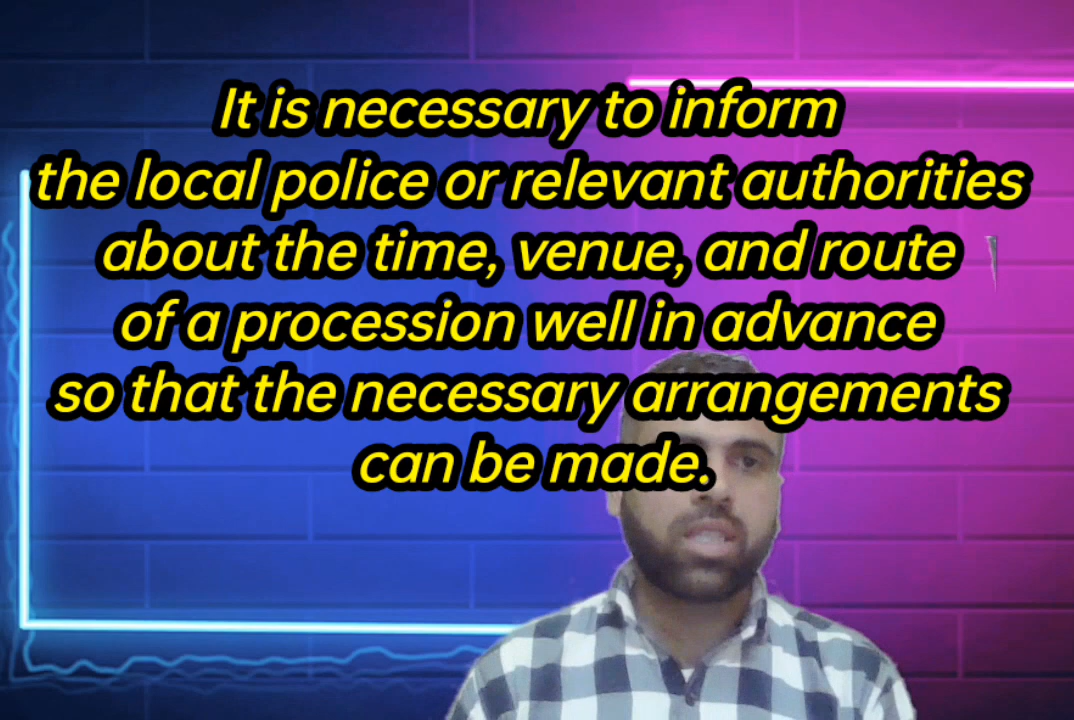 It is necessary to inform
the local police or relevant authorities
about the time, venue, and route
of a procession well in advance
so that the necessary arrangements
can be made.